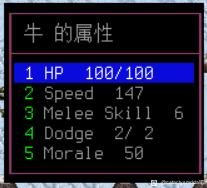 牛 的属性
1 HP 100/100
2 Speed 147
3 Melee Skill 6
4 Dodge 2/ 2
5 Morale 50